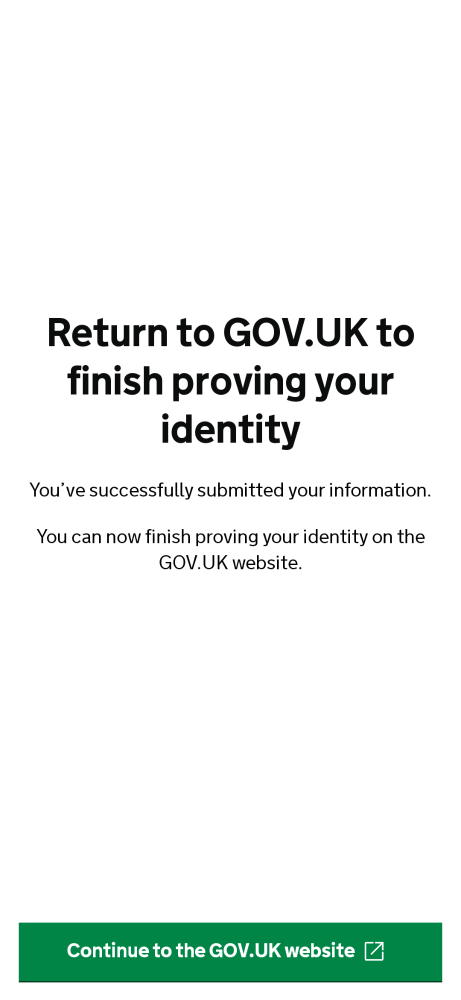 Return to GOV.UK to
finish proving your
identity
You’ve successfully submitted your information.
You can now finish proving your identity on the
GOV.UK website.
Continue to the GOV.UK website